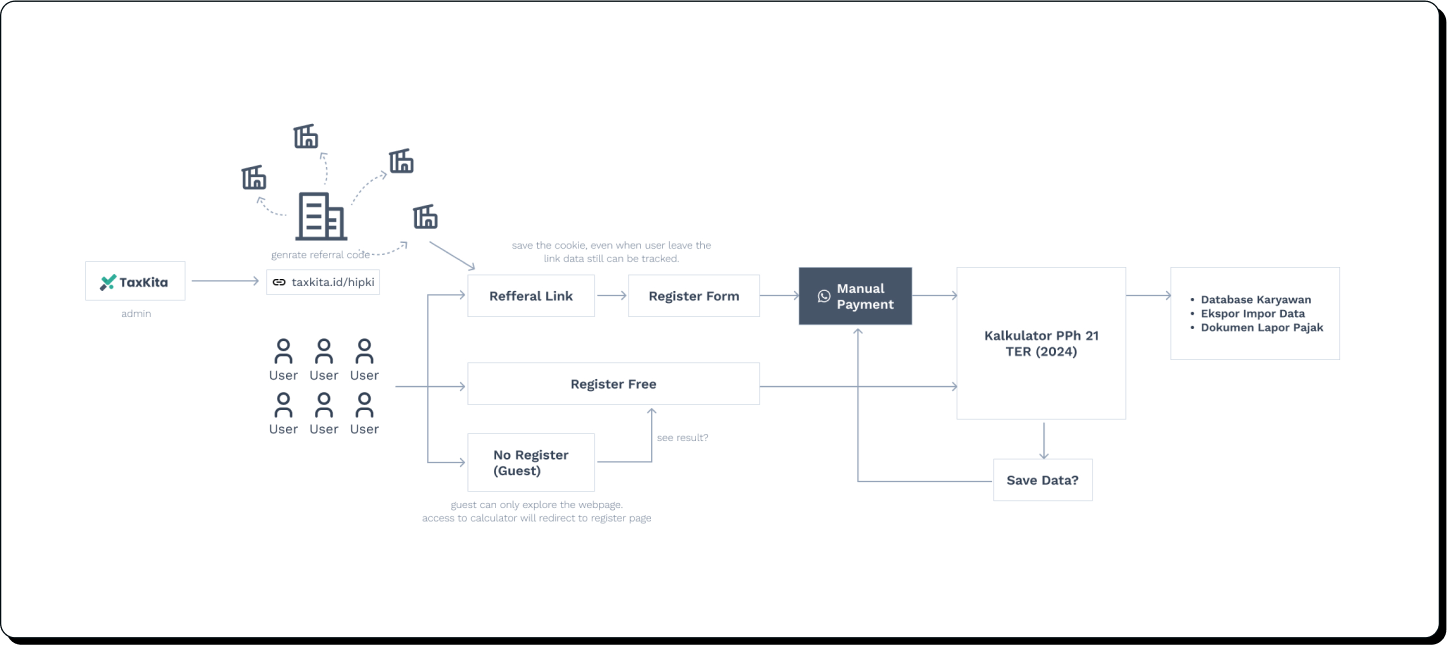 genrate referral code
TaxKita
admin
taxkita.id/hipki
User User User
User User User
save the cookie, even when user leave the
link data still can be tracked.
Refferal Link
Register Form
Manual
Payment
Register Free
see result?
No Register
(Guest)
guest can only explore the webpage.
access to calculator will redirect to register page
Kalkulator PPh 21
TER (2024)
Save Data?
• Database Karyawan
• Ekspor Impor Data
• Dokumen Lapor Pajak